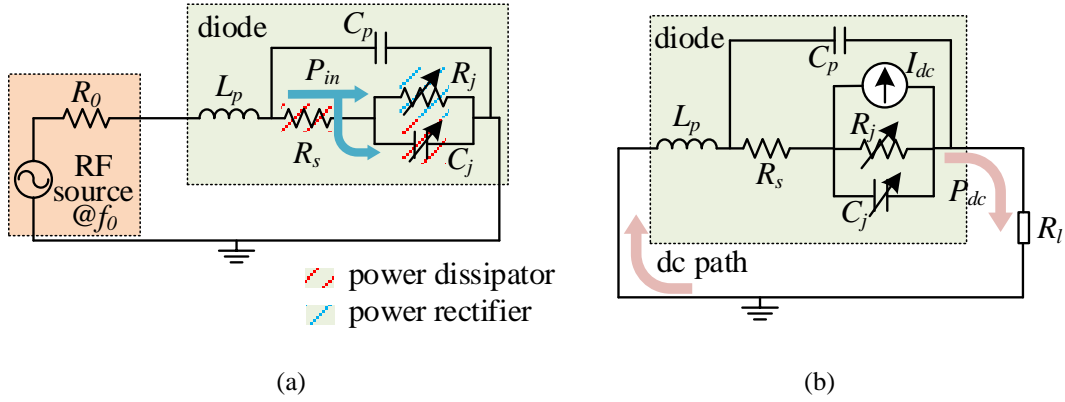 diode
C_p
P_in
R_j
L_p
R_0
R_s
C_j
RF
source
@f_0
power dissipator
power rectifier
(a)
diode
C_p
I_dc
L_p
R_j
R_s
C_j
P_dc
R_l
dc path
(b)